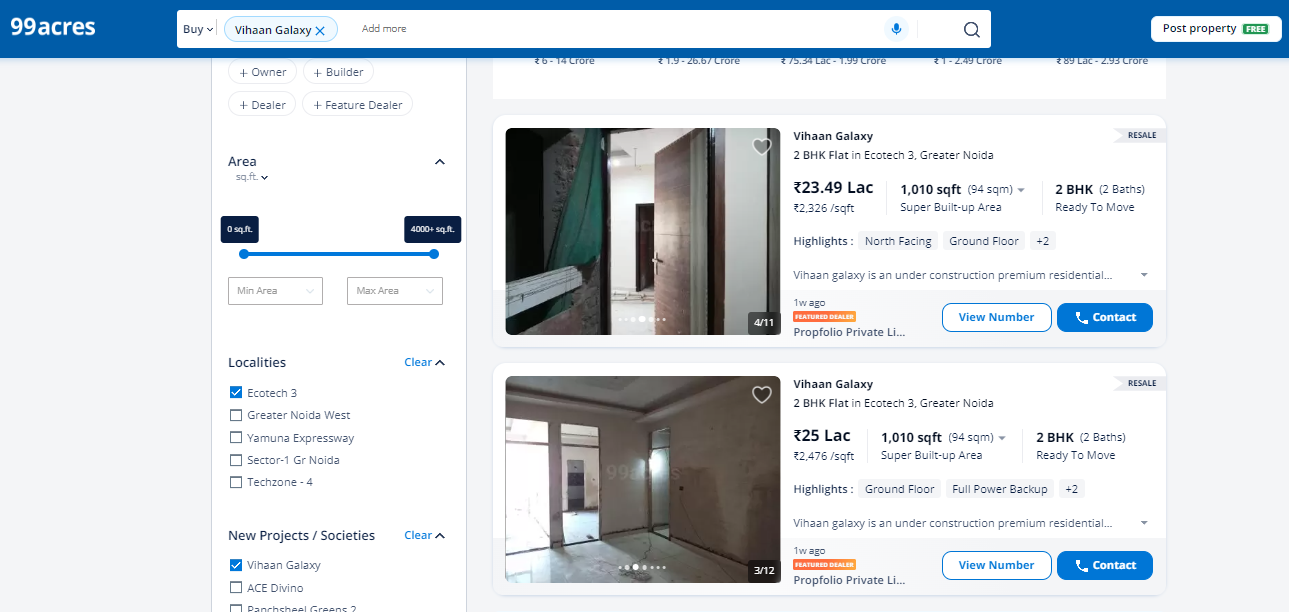 99acres
Buy
Vihaan Galaxy
Add more
Post property FREE
+ Owner
+ Builder
+ Dealer
+ Feature Dealer
Area
sq.ft.
0 sq.ft.
4000+ sq.ft.
Min Area
Max Area
Localities
Clear
Ecotech 3
Greater Noida West
Yamuna Expressway
Sector-1 Gr Noida
Techzone - 4
New Projects / Societies
Clear
Vihaan Galaxy
ACE Divino
Panchsheel Greens 2
₹ 6 - 14 Crore
₹ 1.9 - 26.67 Crore
₹ 75.34 Lac - 1.99 Crore
₹ 1 - 2.49 Crore
₹ 89 Lac - 2.93 Crore
4/11
Vihaan Galaxy
RESALE
2 BHK Flat in Ecotech 3, Greater Noida
₹23.49 Lac
₹2,326 /sqft
1,010 sqft (94 sqm)
Super Built-up Area
2 BHK (2 Baths)
Ready To Move
Highlights :
North Facing
Ground Floor
+2
Vihaan galaxy is an under construction premium residential...
1w ago
FEATURED DEALER
Propfolio Private Li...
View Number
Contact
99acres
3/12
Vihaan Galaxy
RESALE
2 BHK Flat in Ecotech 3, Greater Noida
₹25 Lac
₹2,476 /sqft
1,010 sqft (94 sqm)
Super Built-up Area
2 BHK (2 Baths)
Ready To Move
Highlights :
Ground Floor
Full Power Backup
+2
Vihaan galaxy is an under construction premium residential...
1w ago
FEATURED DEALER
Propfolio Private Li...
View Number
Contact